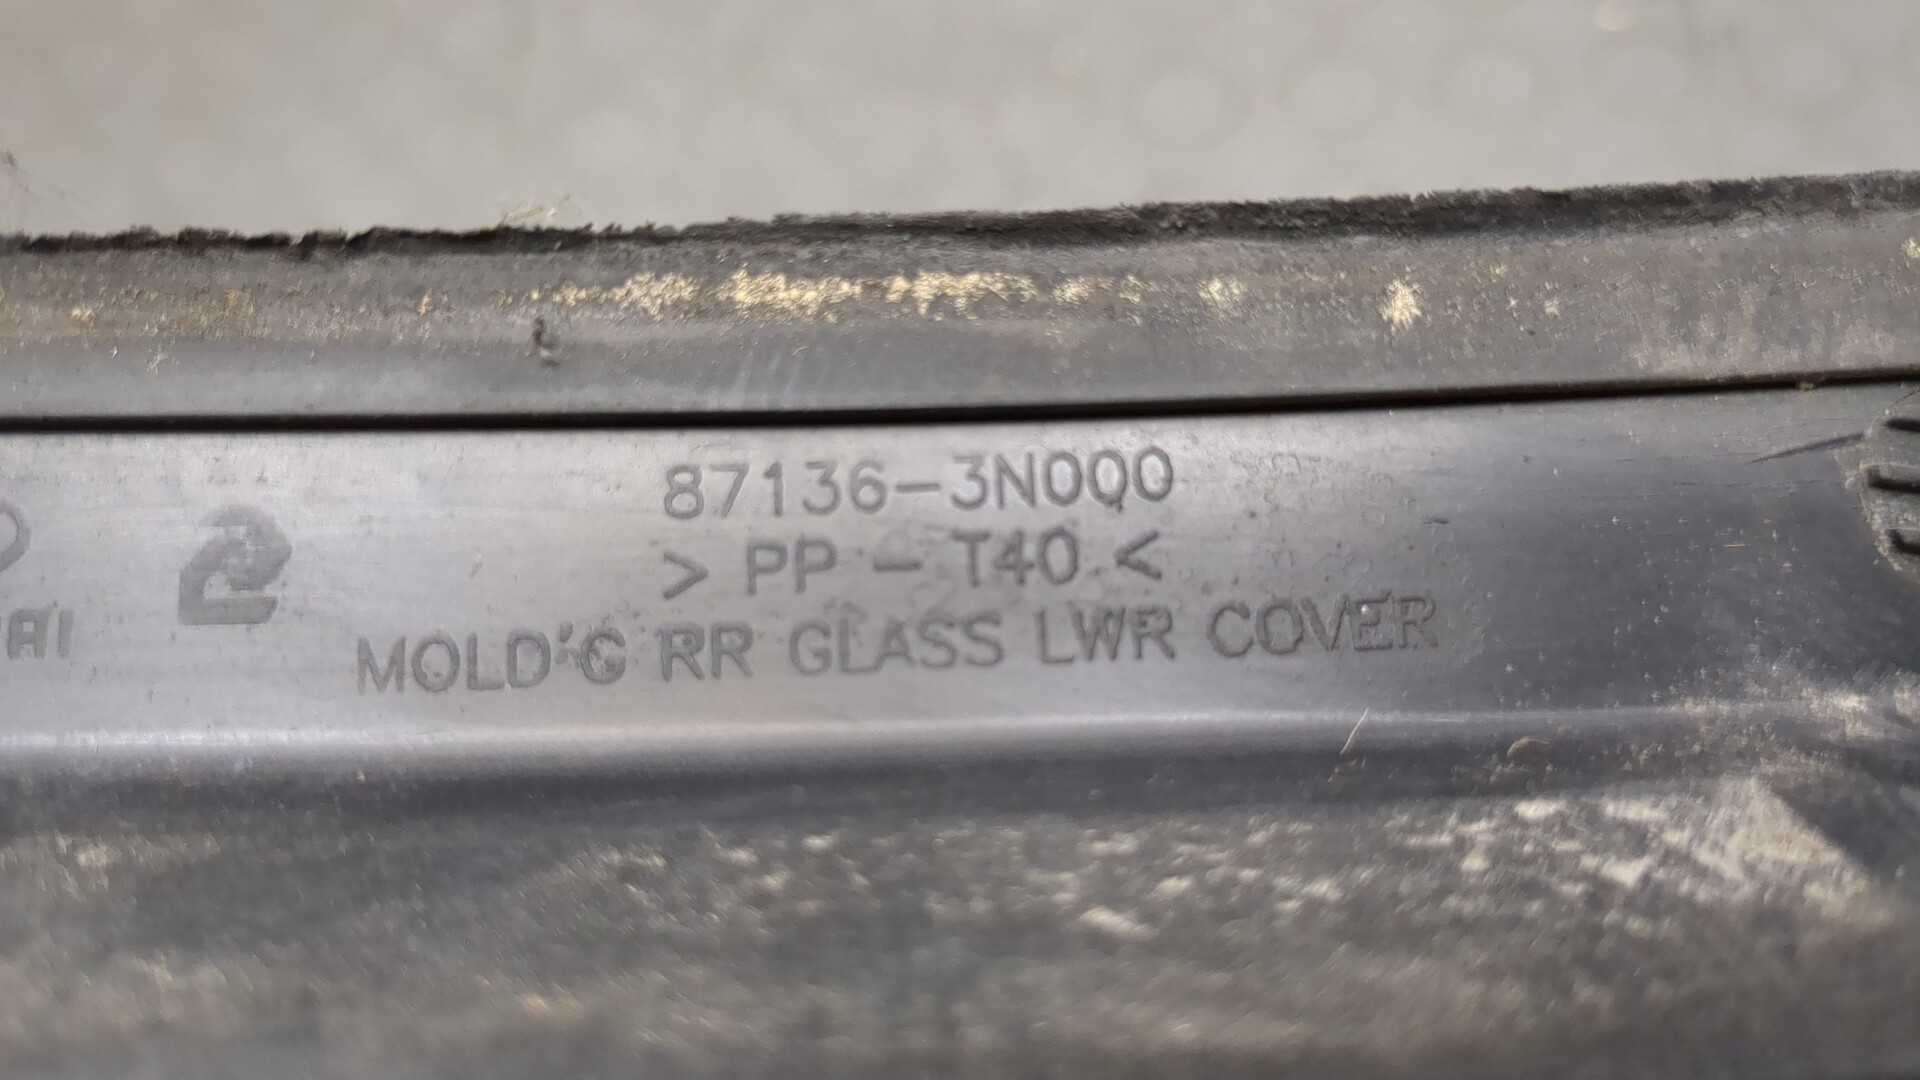 87136-3N000
> PP - T40 <
MOLD'G RR GLASS LWR COVER